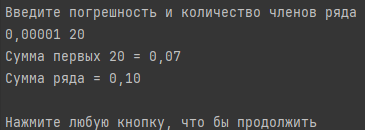 Введите погрешность и количество членов ряда
0,00001 20
Сумма первых 20 = 0,07
Сумма ряда = 0,10
Нажмите любую кнопку, что бы продолжить